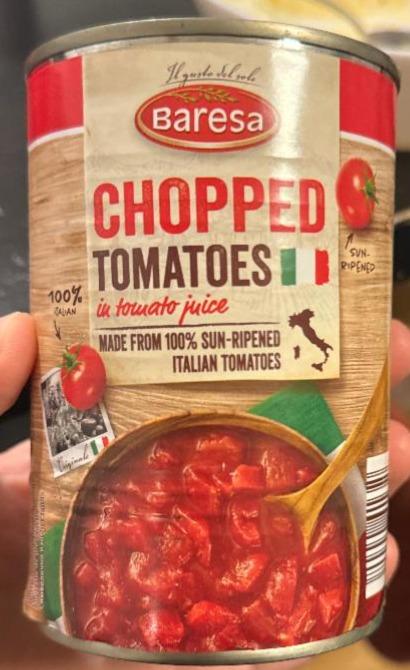 Il gusto del sole
Baresa
CHOPPED
TOMATOES
in tomato juice
MADE FROM 100% SUN-RIPENED
ITALIAN TOMATOES
SUN-
RIPENED
100%
ITALIAN
Originale